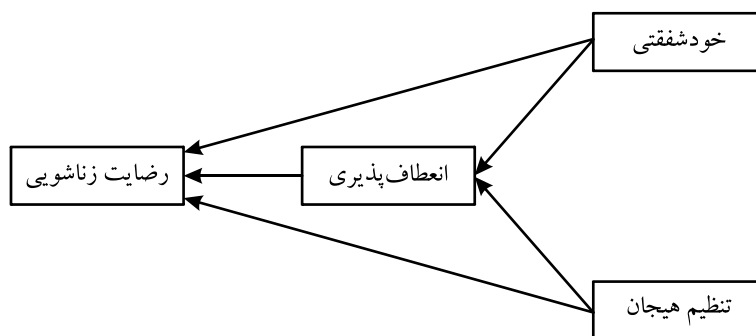 خودشفقتی
انعطاف‌پذیری
رضایت زناشویی
تنظیم هیجان